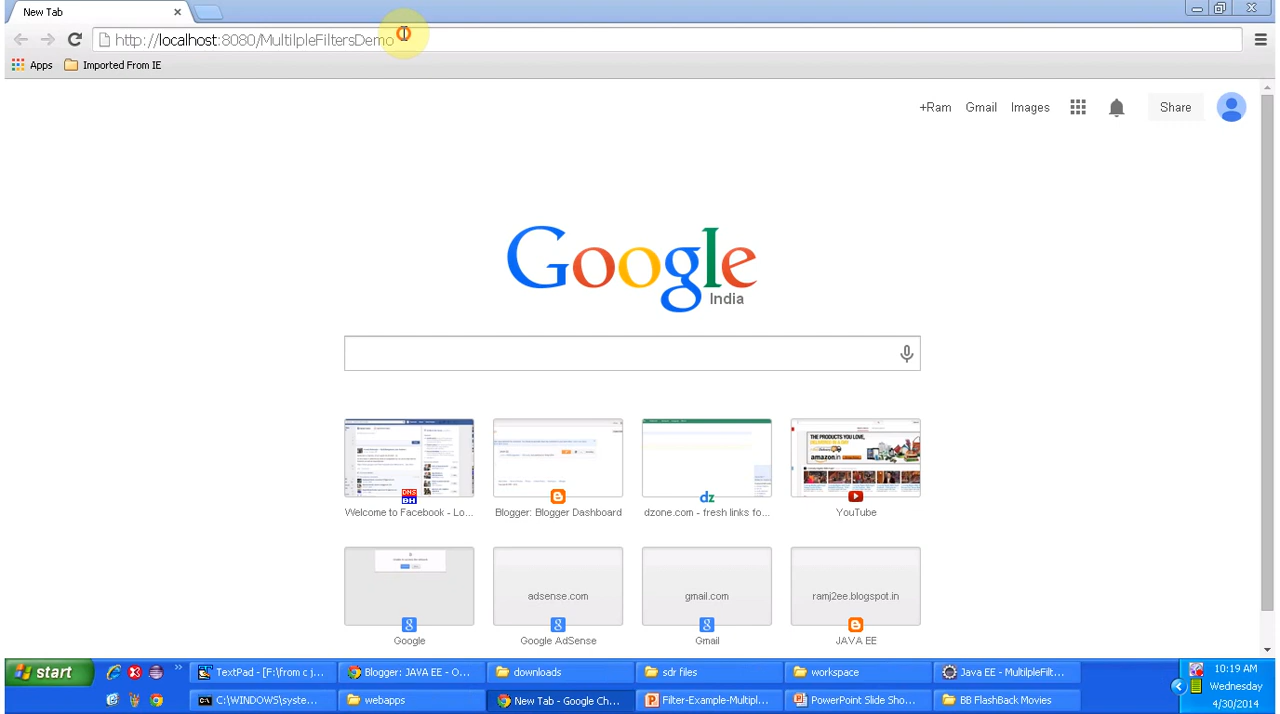 New Tab
http://localhost:8080/MultilpleFiltersDemo
Apps
Imported From IE
+Ram
Gmail
Images
Share
Google
India
Welcome to Facebook - Lo...
Blogger: Blogger Dashboard
dz
dzone.com - fresh links fo...
YouTube
Google
adsense.com
Google AdSense
gmail.com
Gmail
ramj2ee.blogspot.in
JAVA EE
start
TextPad - [F:\from c j...
Blogger: JAVA EE - O...
downloads
sdr files
workspace
Java EE - MultilpleFilt...
10:19 AM
C:\WINDOWS\syste...
webapps
New Tab - Google Ch...
Filter-Example-Multipl...
PowerPoint Slide Sho...
BB FlashBack Movies
Wednesday
4/30/2014